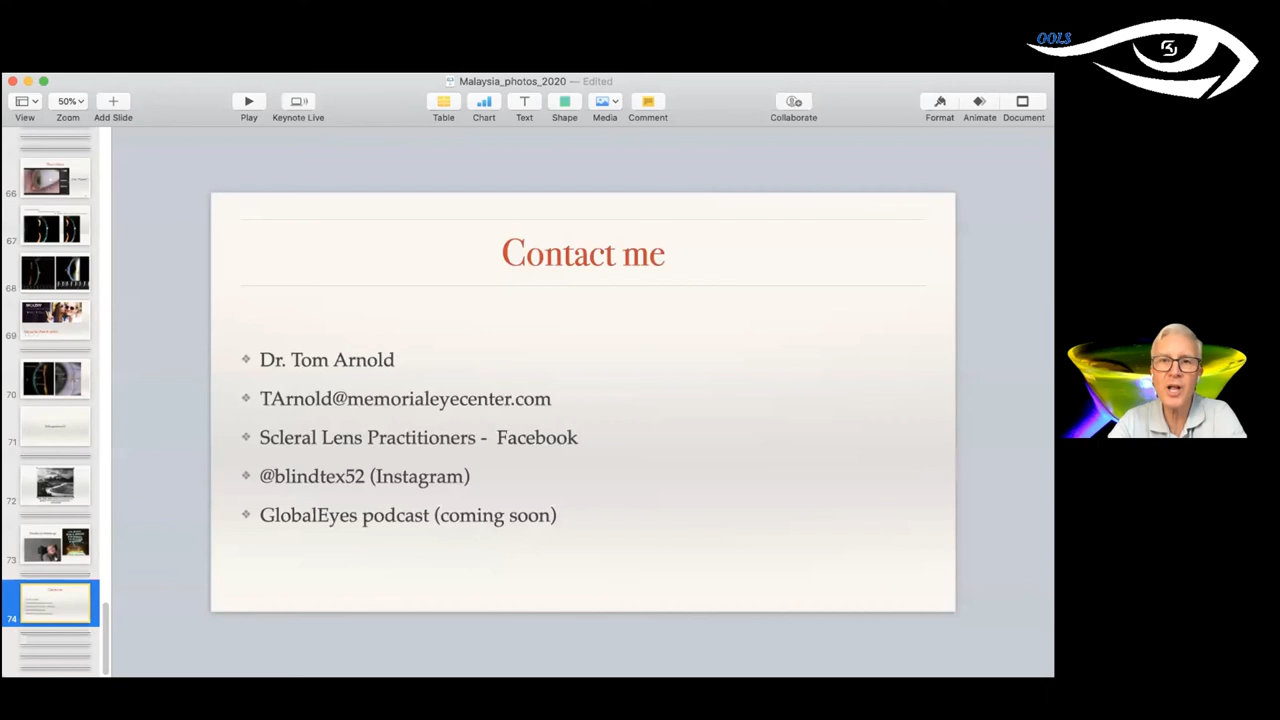 OOLS
Malaysia_photos_2020 — Edited
View
50%
Zoom
Add Slide
Play
Keynote Live
Table
Chart
Text
Shape
Media
Comment
Collaborate
Format
Animate
Document
66
67
68
69
70
71
72
73
74
Contact me
Dr. Tom Arnold
TArnold@memorialeyecenter.com
Scleral Lens Practitioners - Facebook
@blindtex52 (Instagram)
GlobalEyes podcast (coming soon)